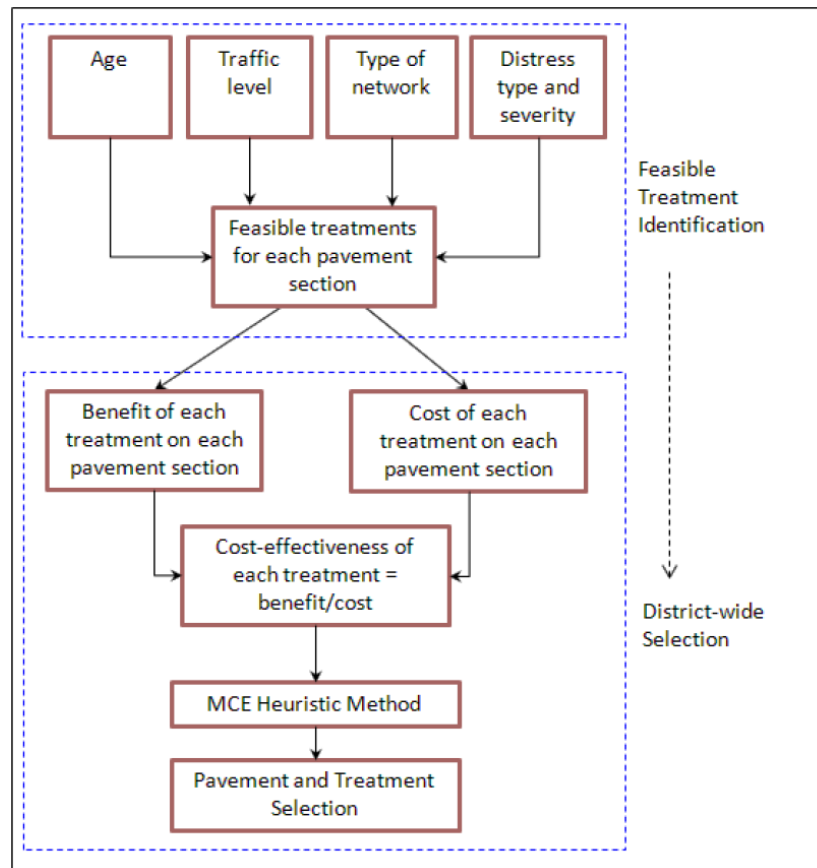 Age
Traffic
level
Type of
network
Distress
type and
severity
Feasible treatments
for each pavement
section
Feasible
Treatment
Identification
Benefit of each
treatment on each
pavement section
Cost of each
treatment on each
pavement section
Cost-effectiveness of
each treatment =
benefit/cost
District-wide
Selection
MCE Heuristic Method
Pavement and Treatment
Selection